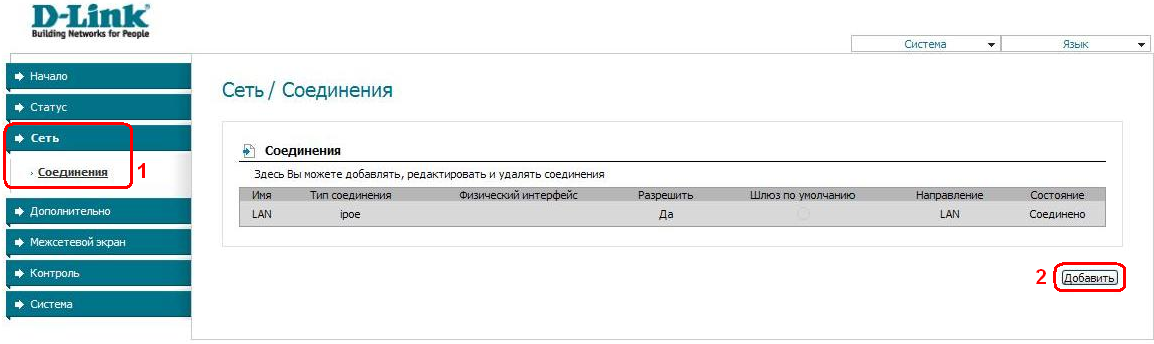 D-Link
Building Networks for People
Система Язык
Начало
Статус
Сеть
Соединения 1
Дополнительно
Межсетевой экран
Контроль
Система
Сеть / Соединения
Соединения
Здесь Вы можете добавлять, редактировать и удалять соединения
Имя Тип соединения Физический интерфейс Разрешить Шлюз по умолчанию Направление Состояние
LAN ipoe Да LAN Соединено
2 Добавить